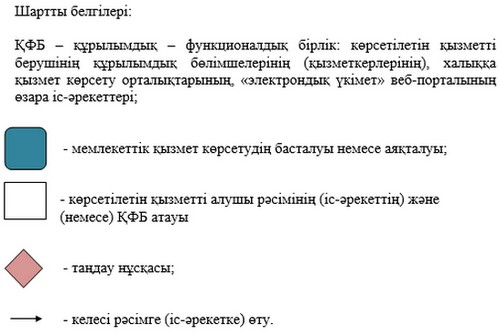 Шартты белгілері:
ҚФБ – құрылымдық – функционалдық бірлік: көрсетілетін қызметті
берушінің құрылымдық бөлімшелерінің (қызметкерлерінің), халыққа
қызмет көрсету орталықтарының, «электрондық үкімет» веб-порталының
өзара іс-әрекеттері;
- мемлекеттік қызмет көрсетудің басталуы немесе аяқталуы;
- көрсетілетін қызметті алушы рәсімінің (іс-әрекеттің) және
(немесе) ҚФБ атауы
- таңдау нұсқасы;
- келесі рәсімге (іс-әрекетке) өту.